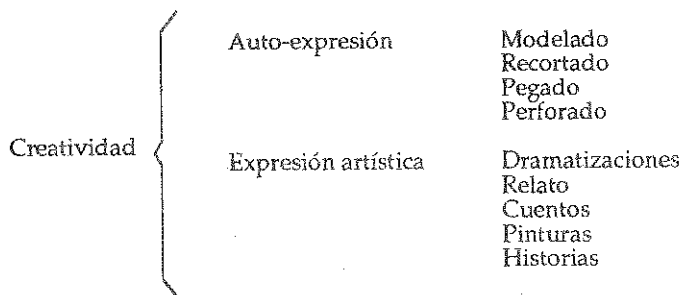 Auto-expresión Modelado
Recortado
Pegado
Perforado
Creatividad
Expresión artística Dramatizaciones
Relato
Cuentos
Pinturas
Historias